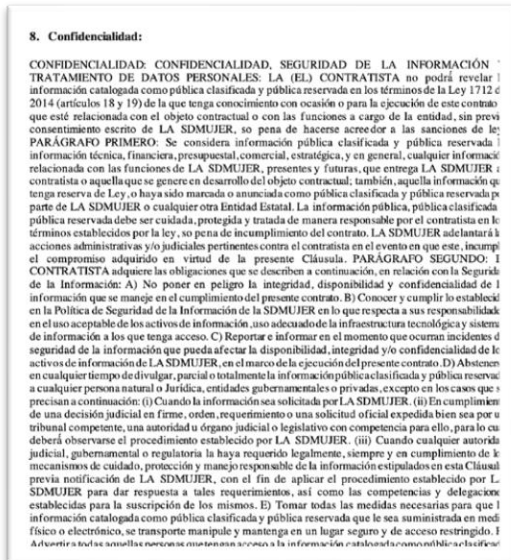 8. Confidencialidad:
CONFIDENCIALIDAD: CONFIDENCIALIDAD, SEGURIDAD DE LA INFORMACIÓN
TRATAMIENTO DE DATOS PERSONALES: LA (EL) CONTRATISTA no podrá revelar
información catalogada como pública clasificada y pública reservada en los términos de la Ley 1712 d
2014 (artículos 18 y 19) de la que tenga conocimiento con ocasión o para la ejecución de este contrato
que esté relacionada con el objeto contractual o con las funciones a cargo de la entidad, sin previ
consentimiento escrito de LA SDMUJER, so pena de hacerse acreedor a las sanciones de ley
PARÁGRAFO PRIMERO: Se considera información pública clasificada y pública reservada
información técnica, financiera, presupuestal, comercial, estratégica, y en general, cualquier informació
relacionada con las funciones de LA SDMUJER, presentes y futuras, que entrega LA SDMUJER a
contratista o aquella que se genere en desarrollo del objeto contractual; también, aquella información qu
tenga reserva de Ley, o haya sido marcada o anunciada como pública clasificada y pública reservada po
parte de LA SDMUJER o cualquier otra Entidad Estatal. La información pública, pública clasificada
pública reservada debe ser cuidada, protegida y tratada de manera responsable por el contratista en lo
términos establecidos por la ley, so pena de incumplimiento del contrato. LA SDMUJER adelantará la
acciones administrativas y/o judiciales pertinentes contra el contratista en el evento en que este, incumpl
el compromiso adquirido en virtud de la presente Cláusula. PARÁGRAFO SEGUNDO: E
CONTRATISTA adquiere las obligaciones que se describen a continuación, en relación con la Segurida
de la Información: A) No poner en peligro la integridad, disponibilidad y confidencialidad de l
información que se maneje en el cumplimiento del presente contrato. B) Conocer y cumplir lo establecid
en la Política de Seguridad de la Información de la SDMUJER en lo que respecta a sus responsabilidade
en el uso aceptable de los activos de información, uso adecuado de la infraestructura tecnológica y sistema
de información a los que tenga acceso. C) Reportar e informar en el momento que ocurran incidentes d
seguridad de la información que pueda afectar la disponibilidad, integridad y/o confidencialidad de lo
activos de información de LA SDMUJER, en el marco de la ejecución del presente contrato. D) Abstener
en cualquier tiempo de divulgar, parcial o totalmente la información pública clasificada, y pública reservad
a cualquier persona natural o Jurídica, entidades gubernamentales o privadas, excepto en los casos que s
precisan a continuación: (i) Cuando la información sea solicitada por LA SDMUJER. (ii) En cumplimien
de una decisión judicial en firme, orden, requerimiento o una solicitud oficial expedida bien sea por u
tribunal competente, una autoridad u órgano judicial o legislativo con competencia para ello, para lo cu
deberá observarse el procedimiento establecido por LA SDMUJER. (iii) Cuando cualquier autorida
judicial, gubernamental o regulatoria la haya requerido legalmente, siempre y en cumplimiento de lo
mecanismos de cuidado, protección y manejo responsable de la información estipulados en esta Cláusul
previa notificación de LA SDMUJER, con el fin de aplicar el procedimiento establecido por L
SDMUJER para dar respuesta a tales requerimientos, así como las competencias y delegacione
establecidas para la suscripción de los mismos. E) Tomar todas las medidas necesarias para que l
información catalogada como pública clasificada y pública reservada que le sea suministrada en medi
físico o electrónico, se transporte manipule y mantenga en un lugar seguro y de acceso restringido. F
Advertir a todas aquellas personas que tengan acceso a la información catalogada como pública clasificad